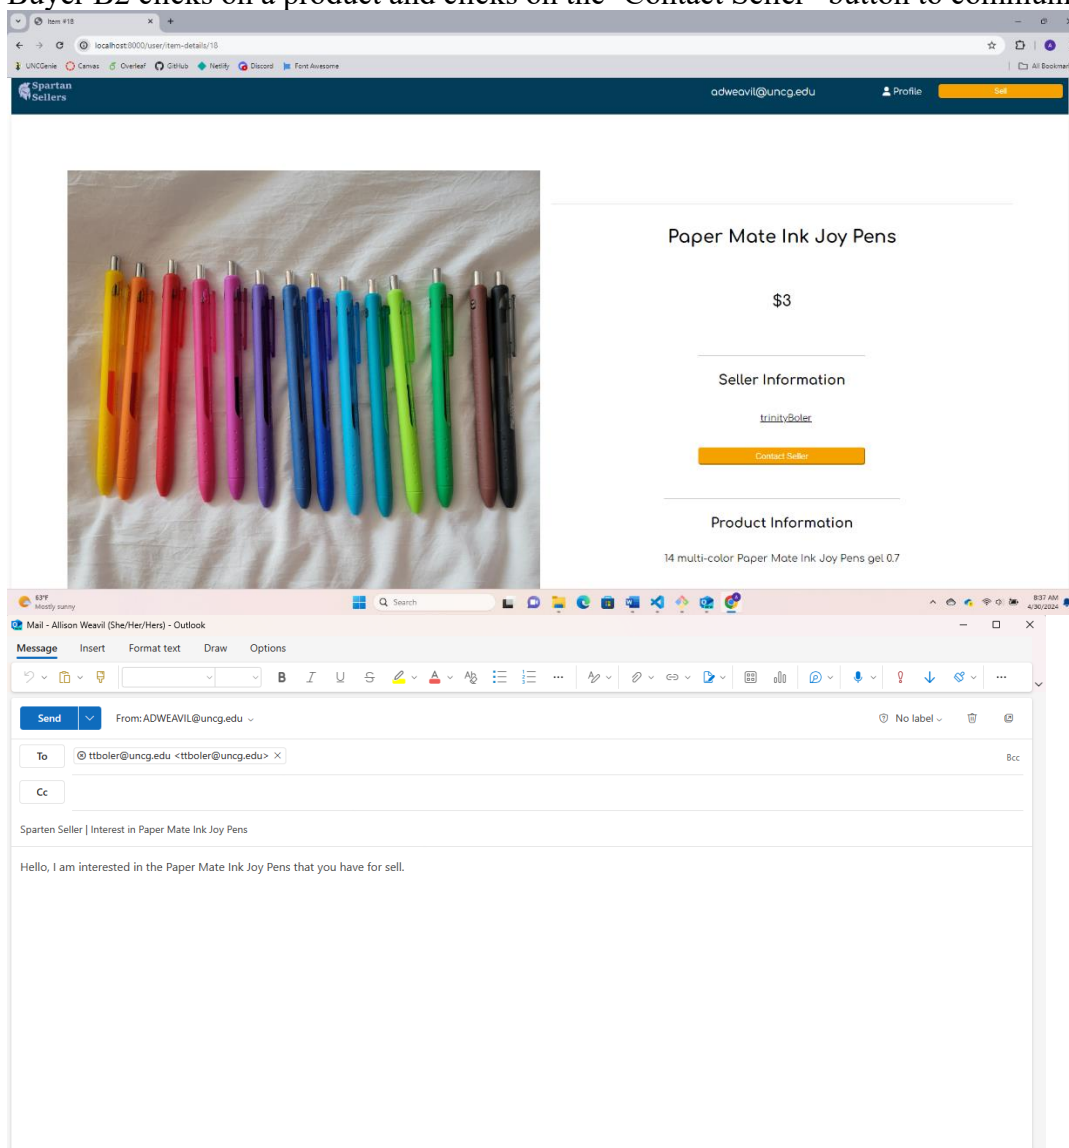 Buyer B2 clicks on a product and clicks on the "Contact Seller" button to
Item #18
localhost:8000/user/item-details/18
UNCGenie Canvas Overleaf GitHub Netlify Discord Font Awesome All Bookmar
Spartan
Sellers
adweavil@uncg.edu Profile Sell
Paper Mate Ink Joy Pens
$3
Seller Information
trinityBoler
Contact Seller
Product Information
14 multi-color Paper Mate Ink Joy Pens gel 0.7
63°F
Mostly sunny
Search
8:37 AM
4/30/2024
Mail - Allison Weavil (She/Her/Hers) - Outlook
Message Insert Format text Draw Options
Send From: ADWEAVIL@uncg.edu No label
To ttboler@uncg.edu <ttboler@uncg.edu> Bcc
Cc
Sparten Seller | Interest in Paper Mate Ink Joy Pens
Hello, I am interested in the Paper Mate Ink Joy Pens that you have for sell.